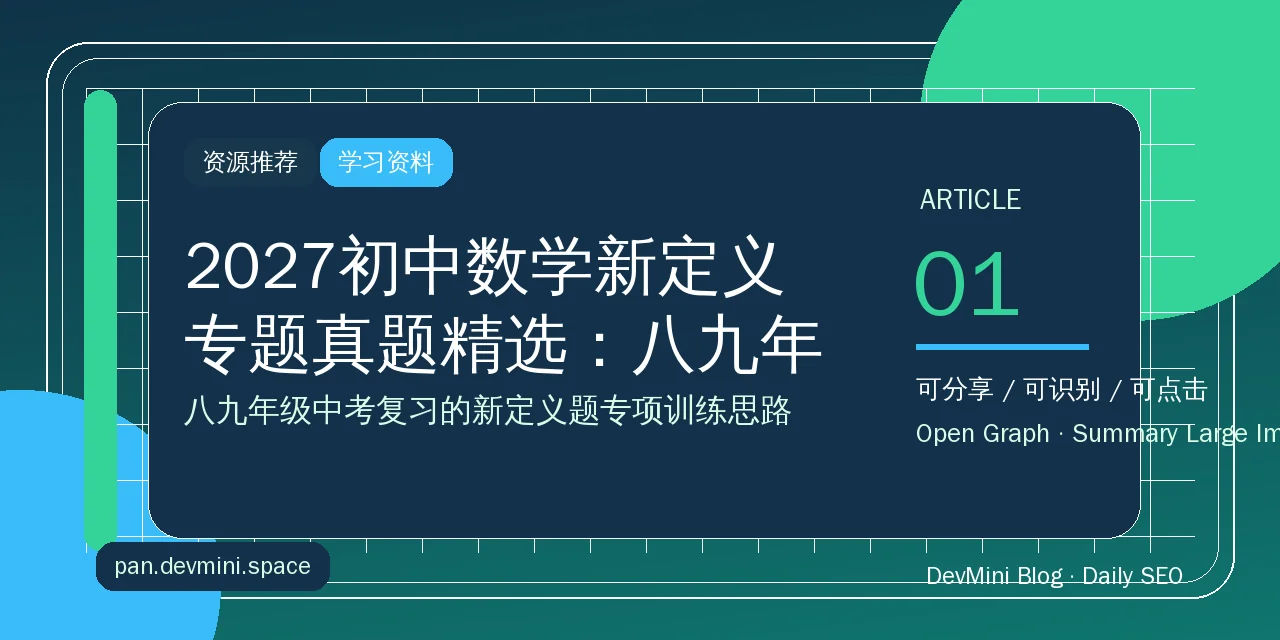 资源推荐
学习资料
2027初中数学新定义
专题真题精选：八九年
八九年级中考复习的新定义题专项训练思路
ARTICLE
01
可分享 / 可识别 / 可点击
Open Graph · Summary Large Im
pan.devmini.space
DevMini Blog · Daily SEO